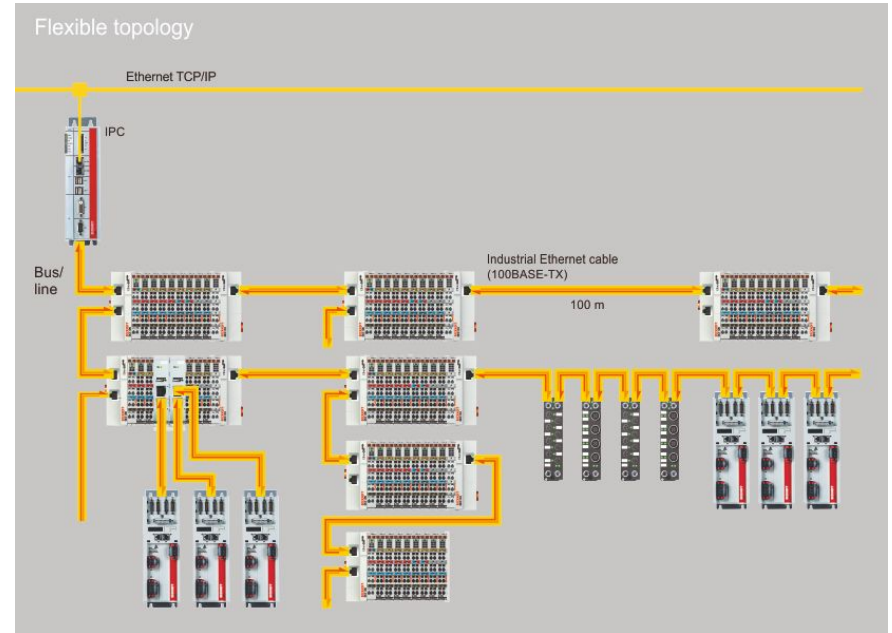 Flexible topology
Ethernet TCP/IP
IPC
Bus/
line
Industrial Ethernet cable
(100BASE-TX)
100 m